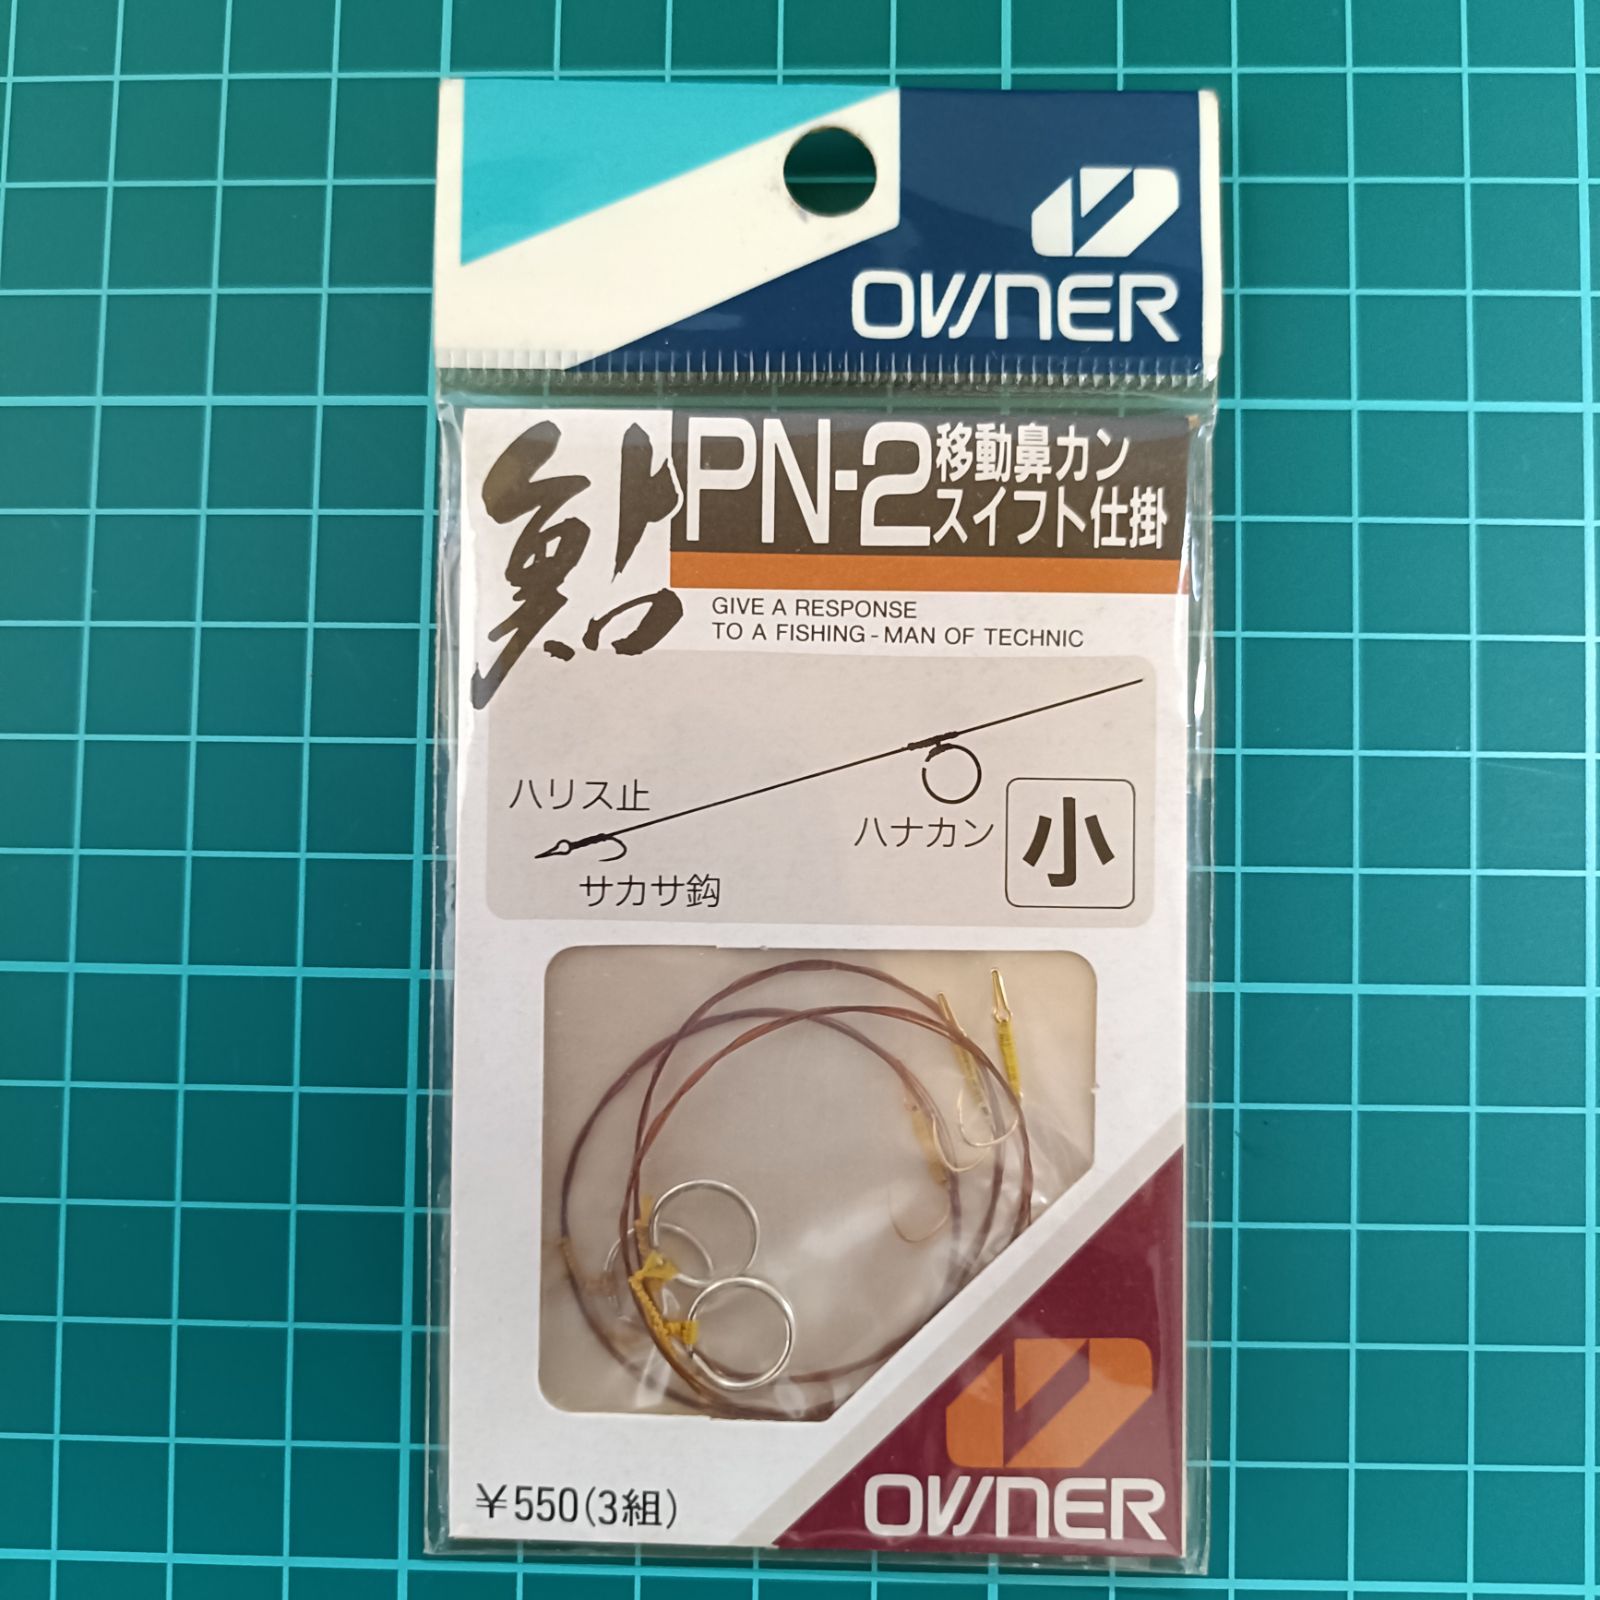 OWNER
鮎
PN-2
移動鼻カン
スイフト仕掛
GIVE A RESPONSE
TO A FISHING-MAN OF TECHNIC
ハリス止
ハナカン
小
サカサ鈎
¥550(3組)
OWNER